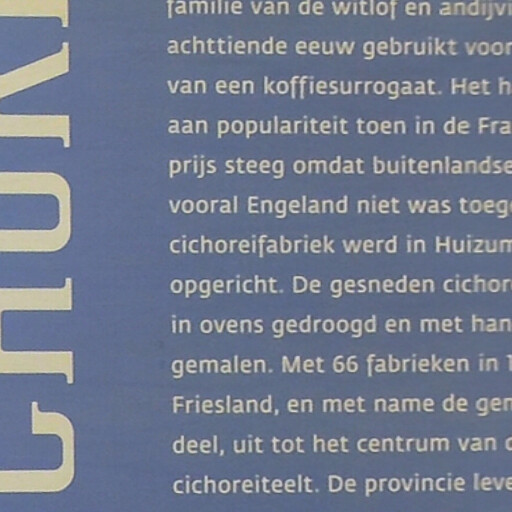 familie van de witlof en andijvi
achttiende eeuw gebruikt voor
van een koffiesurrogaat. Het h
aan populariteit toen in de Fra
prijs steeg omdat buitenlandse
vooral Engeland niet was toeg
cichoreifabriek werd in Huizum
opgericht. De gesneden cichor
in ovens gedroogd en met han
gemalen. Met 66 fabrieken in 1
Friesland, en met name de gem
deel, uit tot het centrum van d
cichoreiteelt. De provincie leve